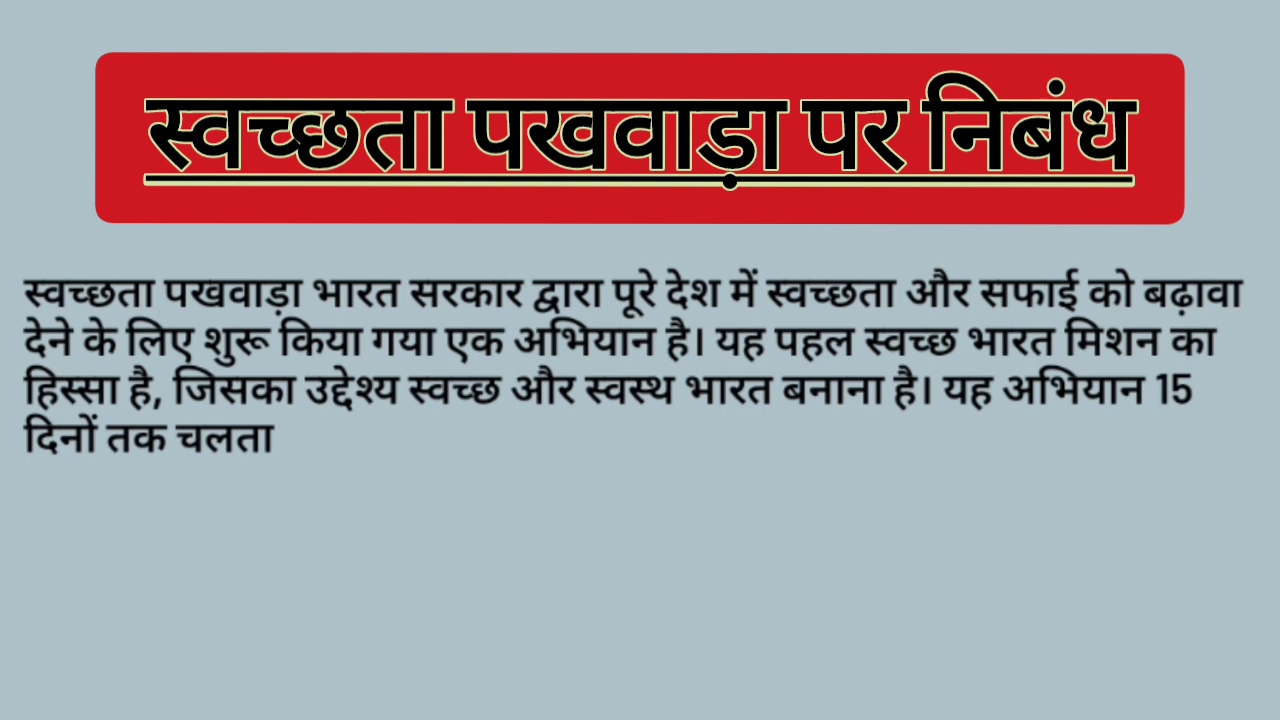 स्वच्छता पखवाड़ा पर निबंध
स्वच्छता पखवाड़ा भारत सरकार द्वारा पूरे देश में स्वच्छता और सफाई को बढ़ावा
देने के लिए शुरू किया गया एक अभियान है। यह पहल स्वच्छ भारत मिशन का
हिस्सा है, जिसका उद्देश्य स्वच्छ और स्वस्थ भारत बनाना है। यह अभियान 15
दिनों तक चलता